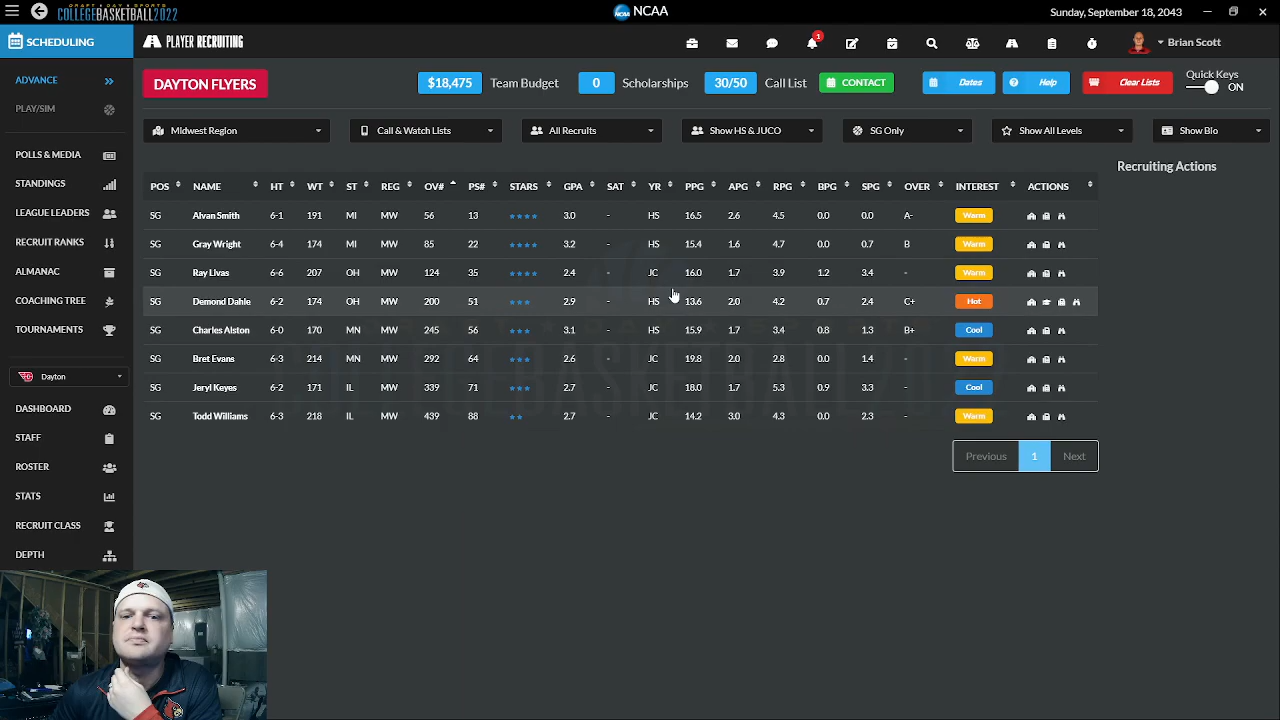 DRAFT • DAY • SPORTS
COLLEGE BASKETBALL 2022
NCAA
Sunday, September 18, 2043
SCHEDULING
PLAYER RECRUITING
1
Brian Scott
ADVANCE
PLAY/SIM
POLLS & MEDIA
STANDINGS
LEAGUE LEADERS
RECRUIT RANKS
ALMANAC
COACHING TREE
TOURNAMENTS
Dayton
DASHBOARD
STAFF
ROSTER
STATS
RECRUIT CLASS
DEPTH
DAYTON FLYERS
$18,475 Team Budget 0 Scholarships 30/50 Call List CONTACT Dates Help Clear Lists
Quick Keys
ON
Midwest Region Call & Watch Lists All Recruits Show HS & JUCO SG Only Show All Levels Show Bio
Recruiting Actions
POS NAME HT WT ST REG OV# PS# STARS GPA SAT YR PPG APG RPG BPG SPG OVER INTEREST ACTIONS
SG Alvan Smith 6-1 191 MI MW 56 13 ★★★★ 3.0 - HS 16.5 2.6 4.5 0.0 0.0 A- Warm
SG Gray Wright 6-4 174 MI MW 85 22 ★★★★ 3.2 - HS 15.4 1.6 4.7 0.0 0.7 B Warm
SG Ray Livas 6-6 207 OH MW 124 35 ★★★★ 2.4 - JC 16.0 1.7 3.9 1.2 3.4 - Warm
SG Demond Dahle 6-2 174 OH MW 200 51 ★★★ 2.9 - HS 13.6 2.0 4.2 0.7 2.4 C+ Hot
SG Charles Alston 6-0 170 MN MW 245 56 ★★★ 3.1 - HS 15.9 1.7 3.4 0.8 1.3 B+ Cool
SG Bret Evans 6-3 214 MN MW 292 64 ★★★ 2.6 - JC 19.8 2.0 2.8 0.0 1.4 - Warm
SG Jeryl Keyes 6-2 171 IL MW 339 71 ★★★ 2.7 - JC 18.0 1.7 5.3 0.9 3.3 - Cool
SG Todd Williams 6-3 218 IL MW 439 88 ★★ 2.7 - JC 14.2 3.0 4.3 0.0 2.3 - Warm
Previous 1 Next